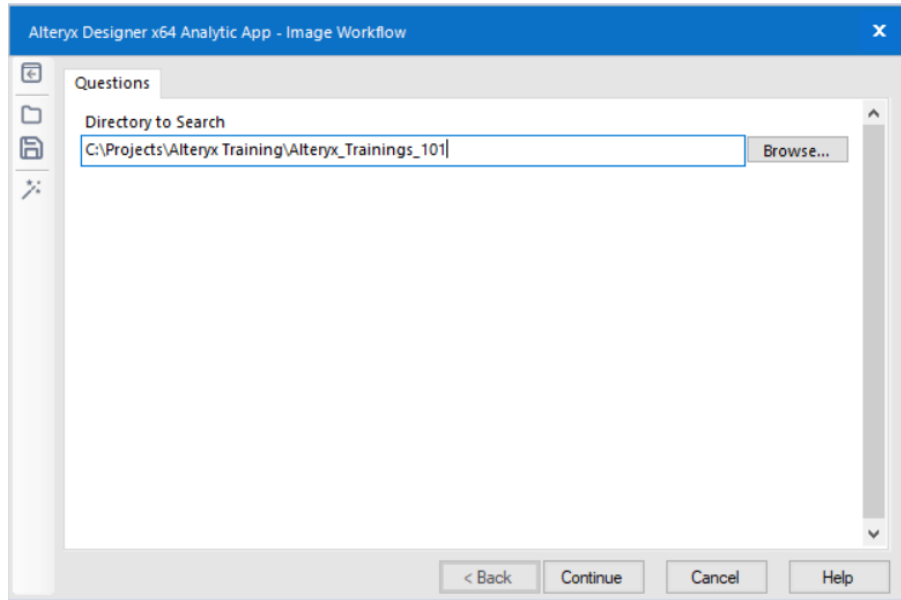 Alteryx Designer x64 Analytic App - Image Workflow
x
Questions
Directory to Search
C:\Projects\Alteryx Training\Alteryx_Trainings_101
Browse...
< Back
Continue
Cancel
Help